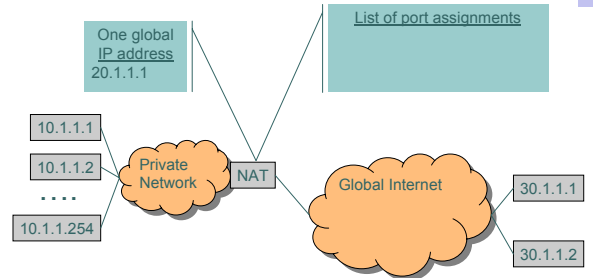 One global
IP address
20.1.1.1
List of port assignments
10.1.1.1
10.1.1.2
....
10.1.1.254
Private
Network
NAT
Global Internet
30.1.1.1
30.1.1.2